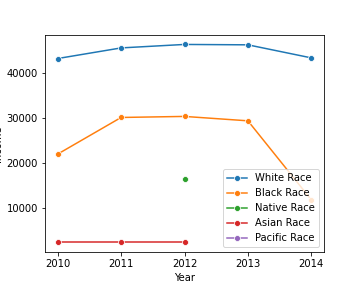 40000
30000
20000
10000
2010 2011 2012 2013 2014
Year
White Race
Black Race
Native Race
Asian Race
Pacific Race